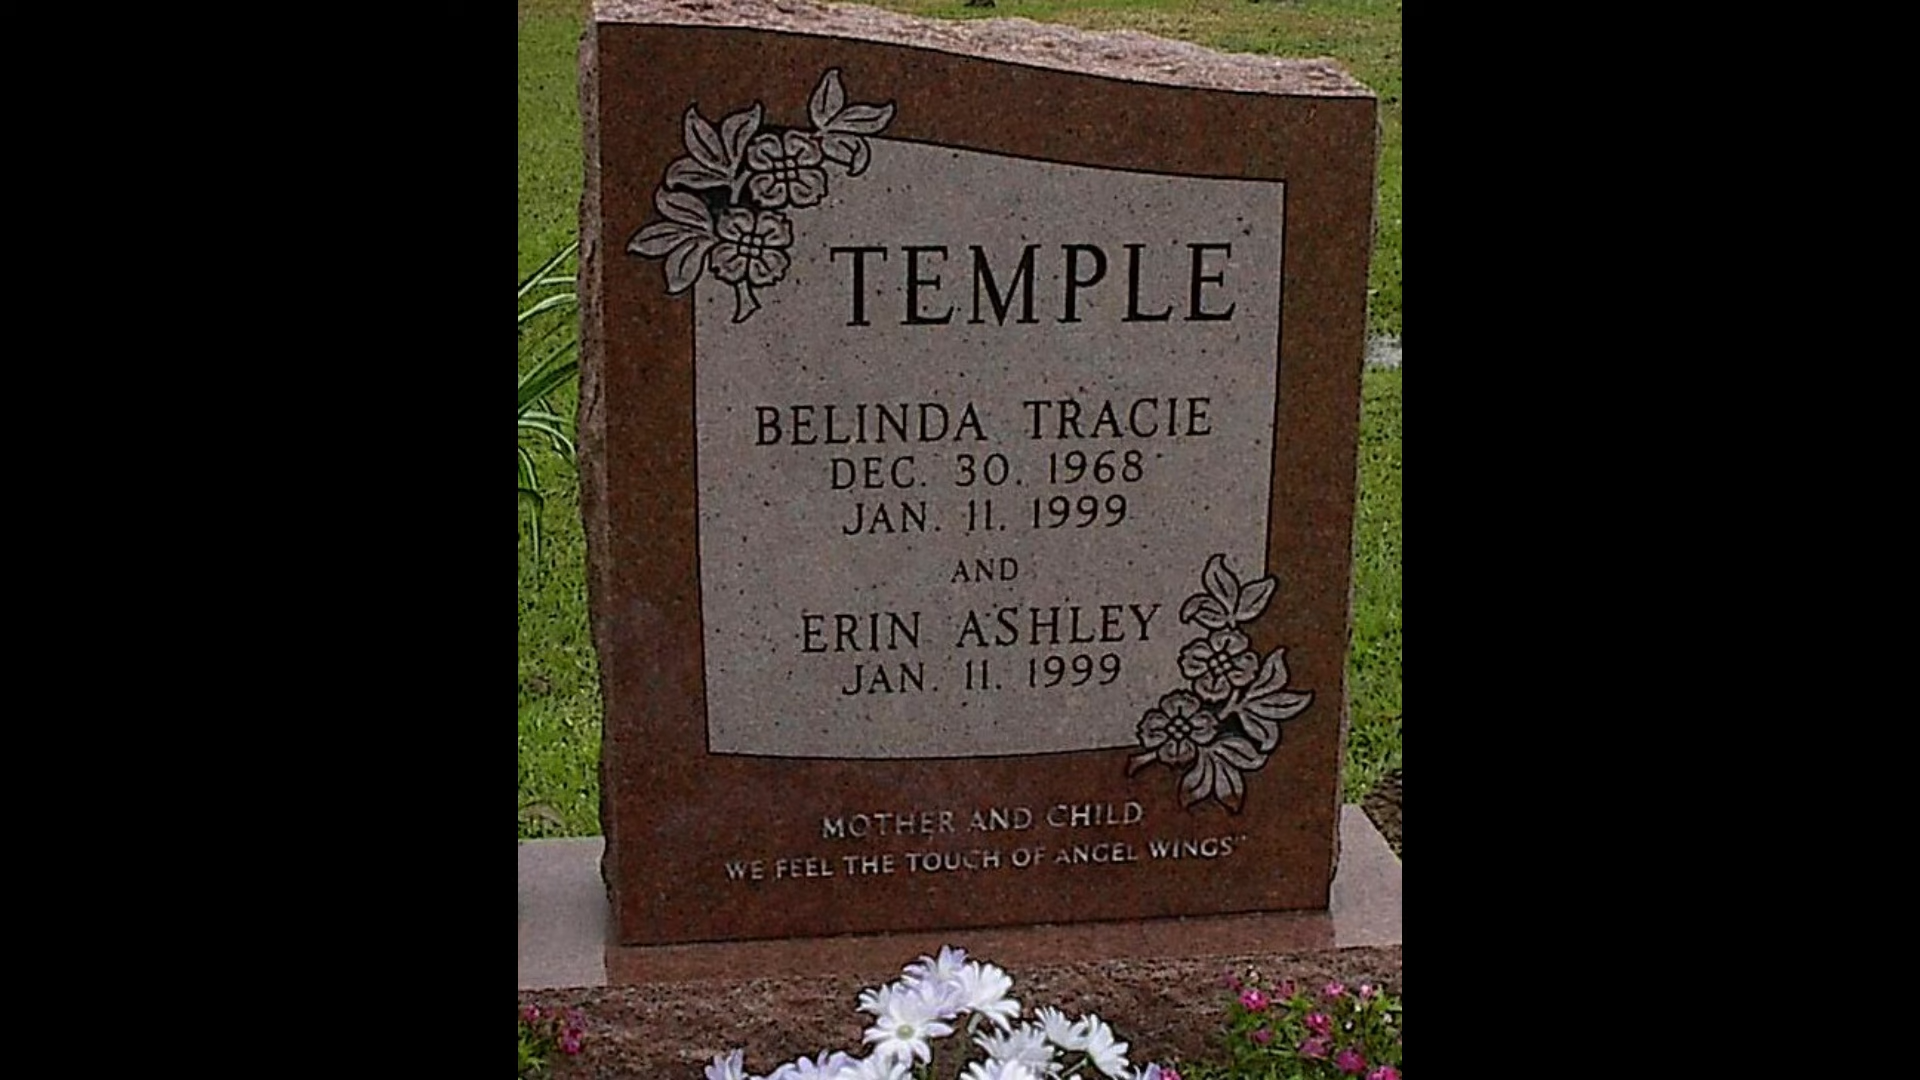 TEMPLE
BELINDA TRACIE
DEC. 30. 1968
JAN. 11. 1999
AND
ERIN ASHLEY
JAN. 11. 1999
MOTHER AND CHILD
WE FEEL THE TOUCH OF ANGEL WINGS"